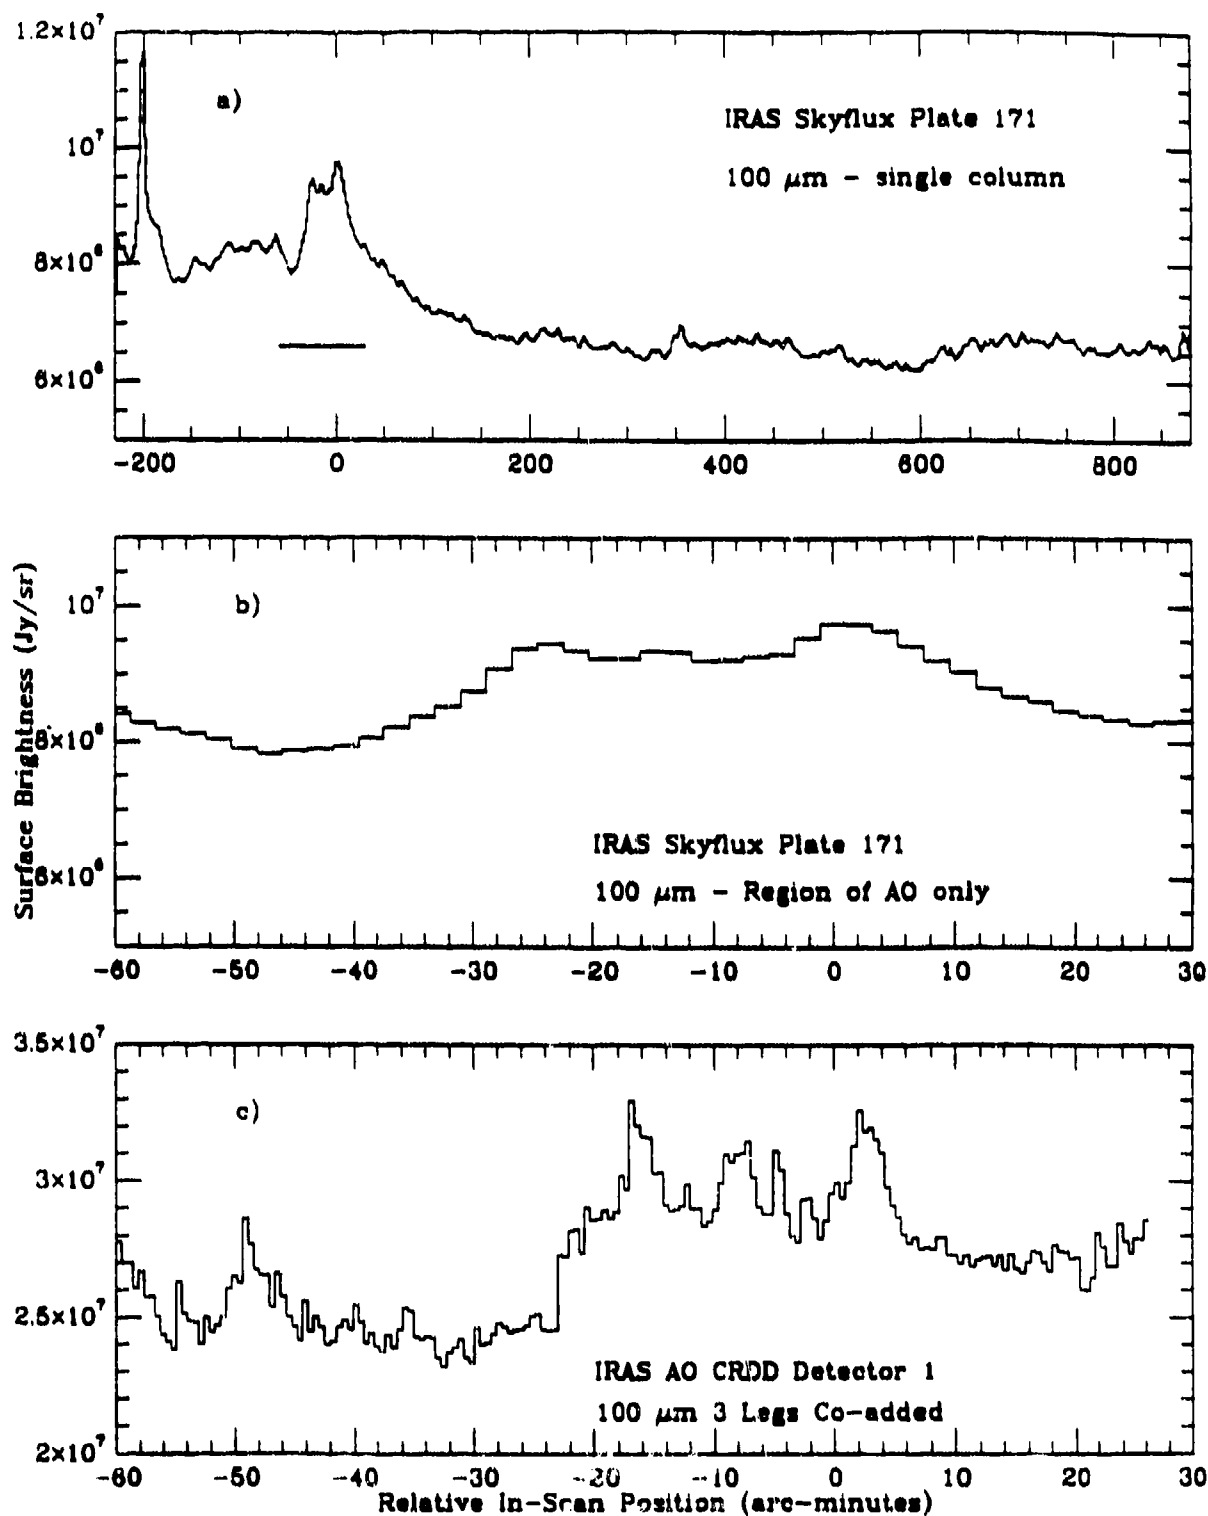 1.2×10⁷
a)
IRAS Skyflux Plate 171
10⁷
100 μm – single column
8×10⁶
6×10⁶
-200 0 200 400 600 800
Surface Brightness (Jy/sr)
b)
10⁷
8×10⁶
IRAS Skyflux Plate 171
6×10⁶
100 μm – Region of AO only
-60 -50 -40 -30 -20 -10 0 10 20 30
3.5×10⁷
c)
3×10⁷
2.5×10⁷
IRAS AO CRDD Detector 1
100 μm 3 Legs Co-added
2×10⁷
-60 -50 -40 -30 -20 -10 0 10 20 30
Relative In-Scan Position (arc-minutes)